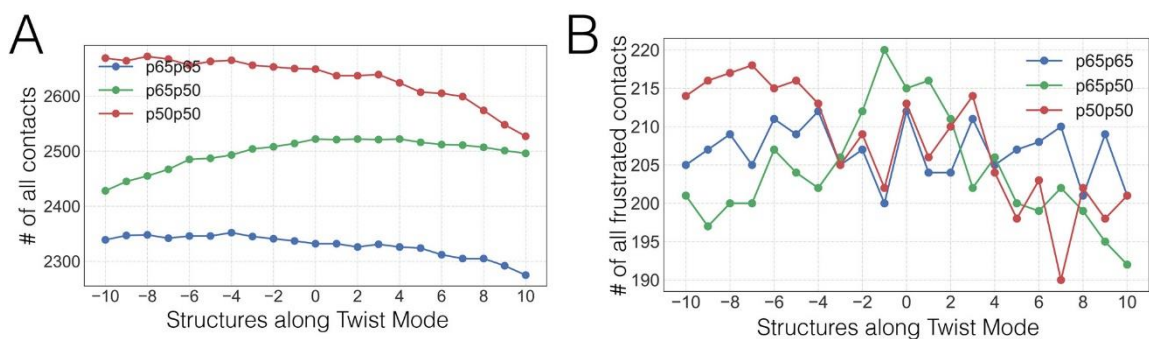 A
# of all contacts
2600
2500
2400
2300
p65p65
p65p50
p50p50
−10 −8 −6 −4 −2 0 2 4 6 8 10
Structures along Twist Mode
B
# of all frustrated contacts
220
215
210
205
200
195
190
p65p65
p65p50
p50p50
−10 −8 −6 −4 −2 0 2 4 6 8 10
Structures along Twist Mode